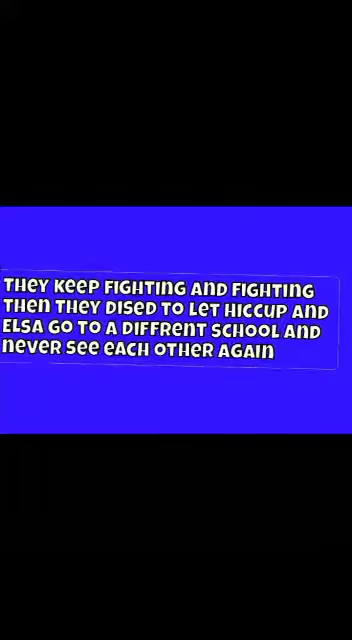 THEY KEEP FIGHTING AND FIGHTING
THEN THEY DISED TO LET HICCUP AND
ELSA GO TO A DIFFRENT SCHOOL AND
NEVER SEE EACH OTHER AGAIN